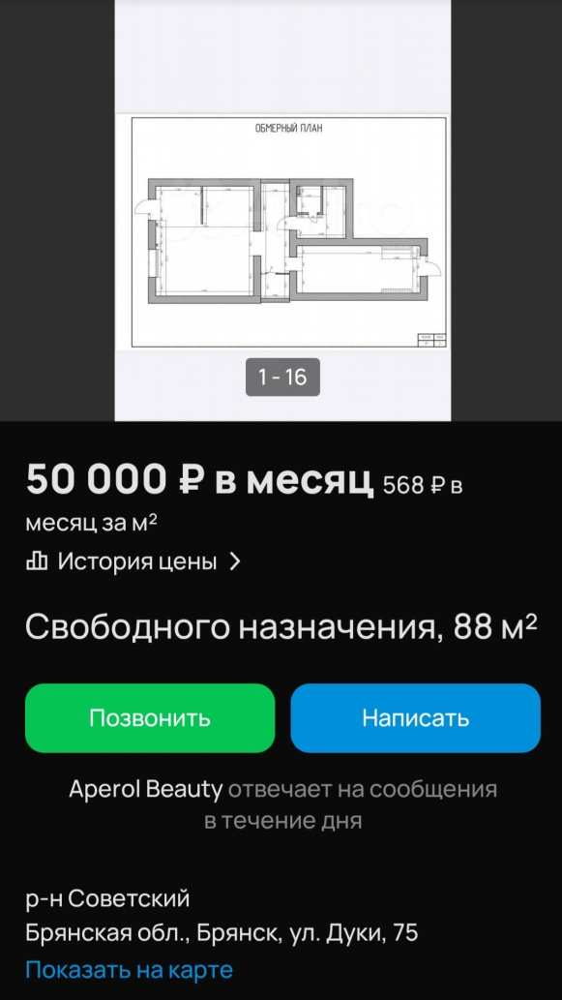 ОБМЕРНЫЙ ПЛАН
1 - 16
50 000 ₽ в месяц 568 ₽ в
месяц за м²
История цены
Свободного назначения, 88 м²
Позвонить
Написать
Aperol Beauty отвечает на сообщения
в течение дня
р-н Советский
Брянская обл., Брянск, ул. Дуки, 75
Показать на карте